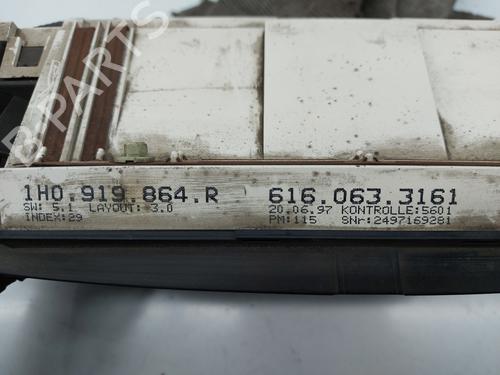 1H0.919.864.R 616.063.3161
SW: 5.1 LAYOUT: 3.0 20.06.97 KONTROLLE:5601
INDEX:29 PM:115 SNr:2497169281
B-PARTS